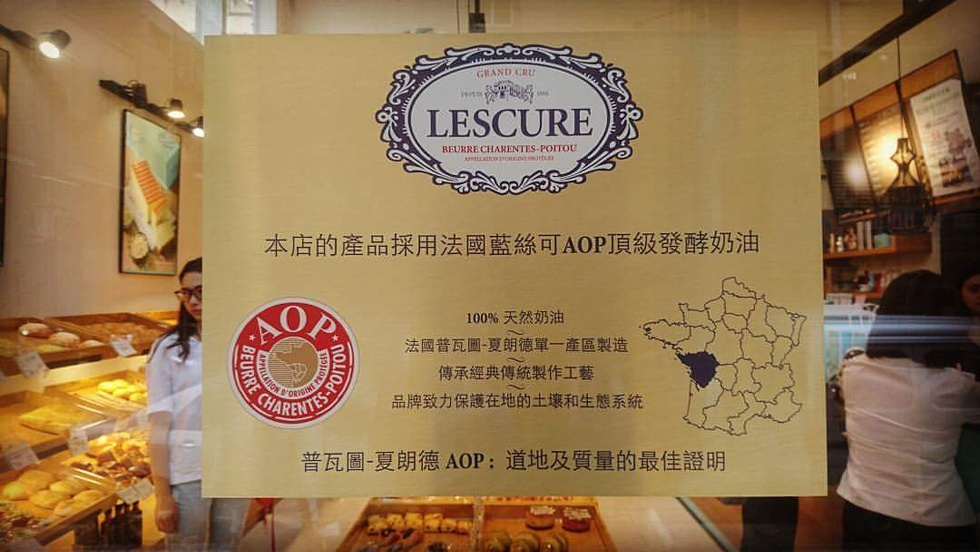 GRAND CRU
DEPUIS 1884
LESCURE
BEURRE CHARENTES-POITOU
APPELLATION D'ORIGINE PROTÉGÉE
本店的產品採用法國藍絲可AOP頂級發酵奶油
AOP
APPELLATION D'ORIGINE PROTÉGÉE
BEURRE CHARENTES-POITOU
100% 天然奶油
~
法國普瓦圖-夏朗德單一產區製造
~
傳承經典傳統製作工藝
~
品牌致力保護在地的土壤和生態系統
普瓦圖-夏朗德 AOP：道地及質量的最佳證明